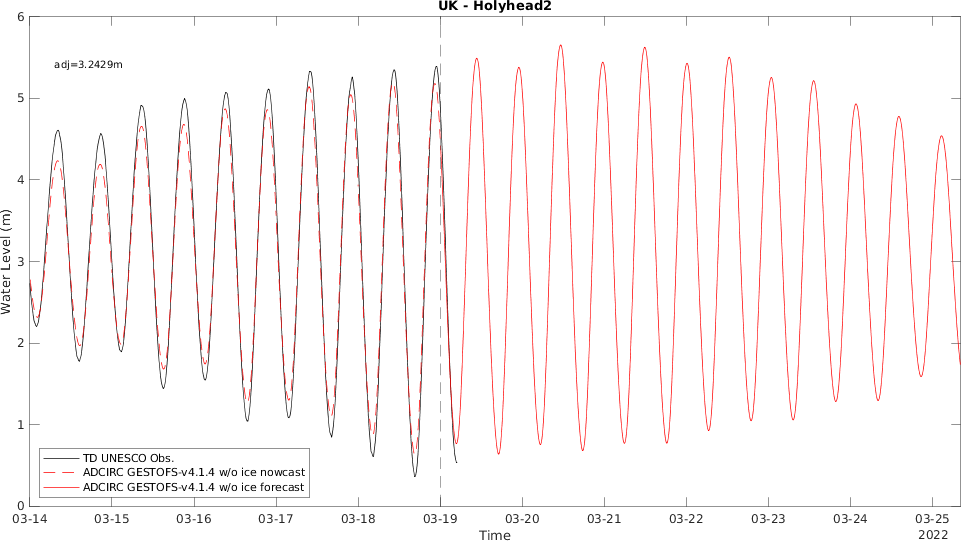 UK - Holyhead2
6
adj=3.2429m
5
4
3
2
1
0
Water Level (m)
TD UNESCO Obs.
ADCIRC GESTOFS-v4.1.4 w/o ice nowcast
ADCIRC GESTOFS-v4.1.4 w/o ice forecast
03-14 03-15 03-16 03-17 03-18 03-19 03-20 03-21 03-22 03-23 03-24 03-25
Time
2022